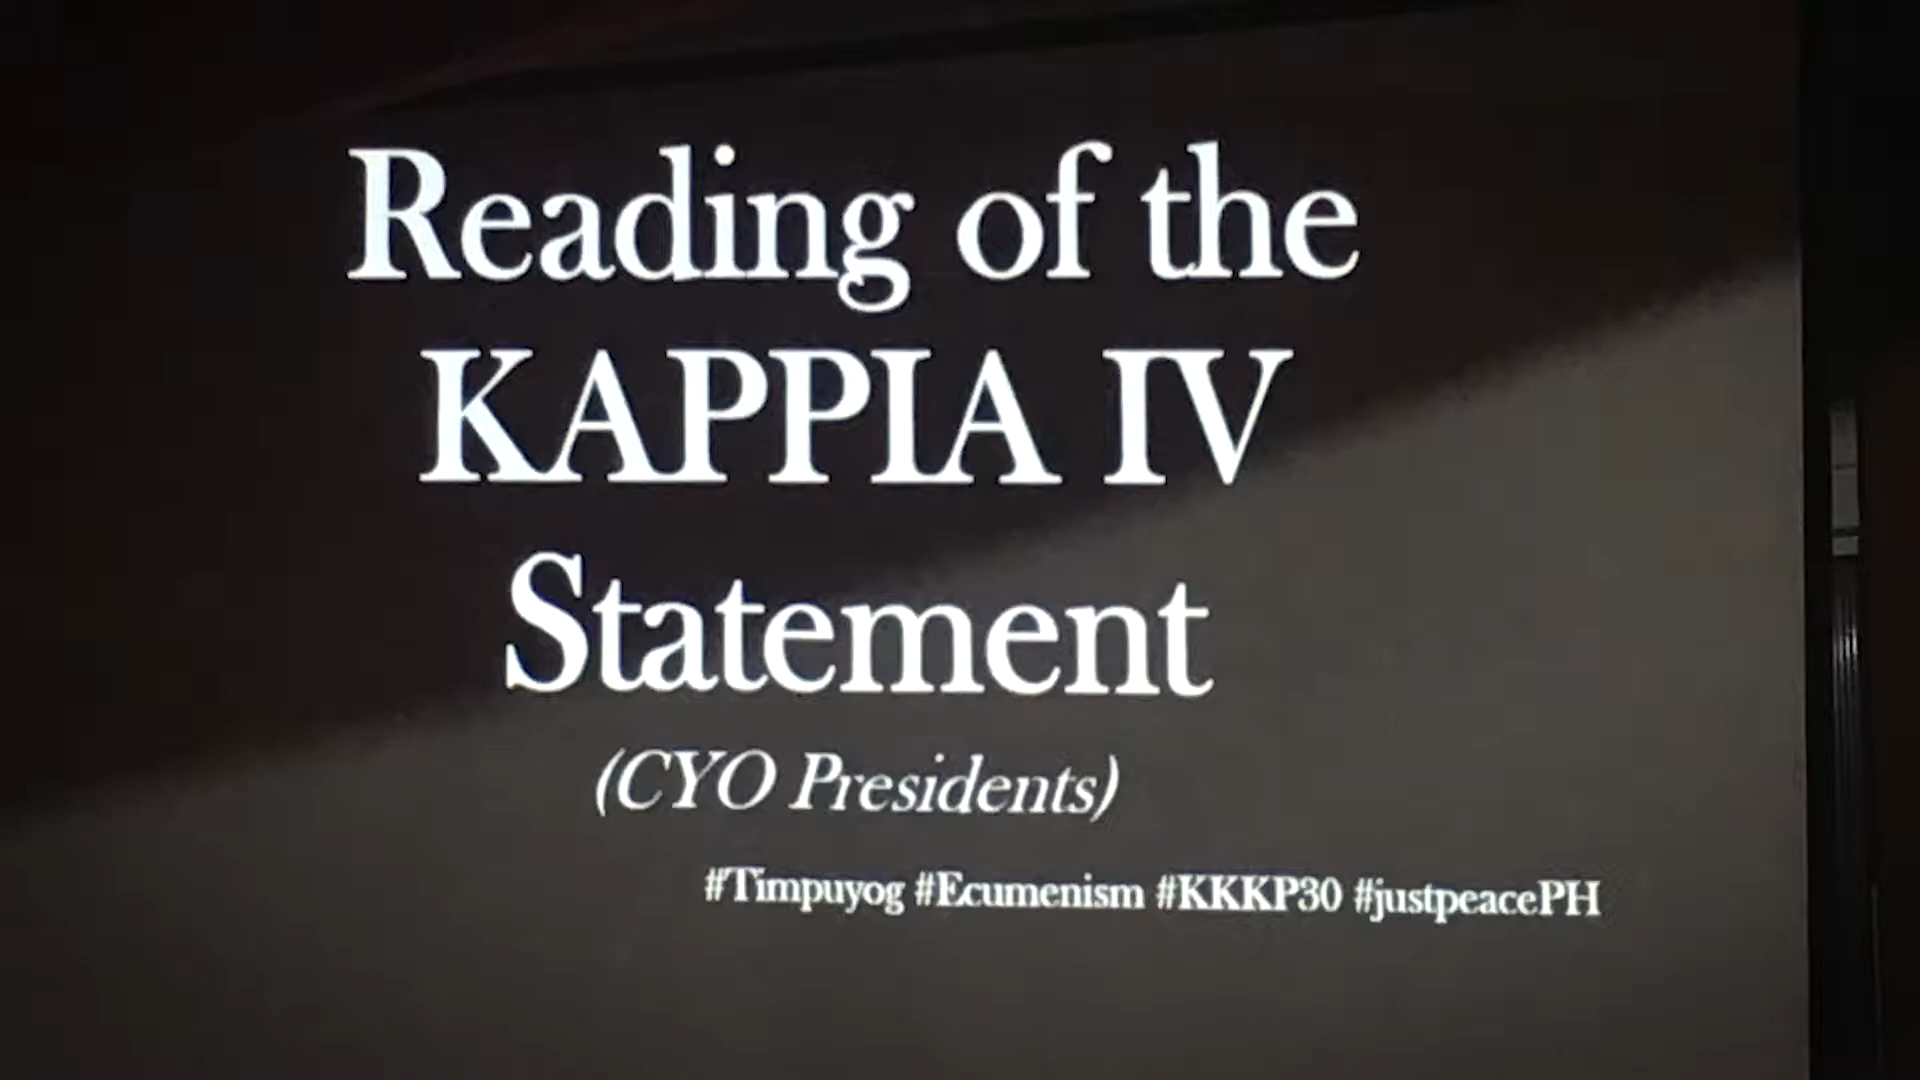 Reading of the
KAPPIA IV
Statement
(CYO Presidents)
#Timpuyog #Ecumenism #KKKP30 #justpeacePH